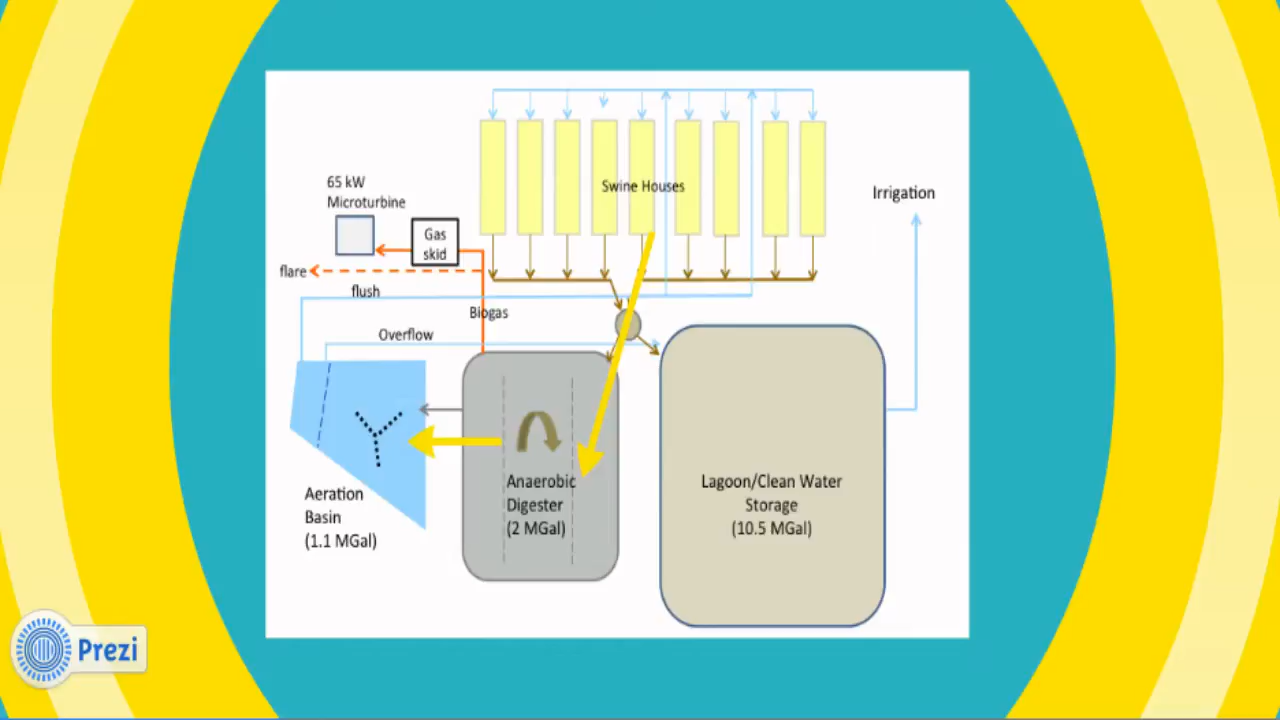 Swine Houses
Irrigation
65 kW
Microturbine
Gas
skid
flare
flush
Biogas
Overflow
Anaerobic
Digester
(2 MGal)
Lagoon/Clean Water
Storage
(10.5 MGal)
Aeration
Basin
(1.1 MGal)
Prezi